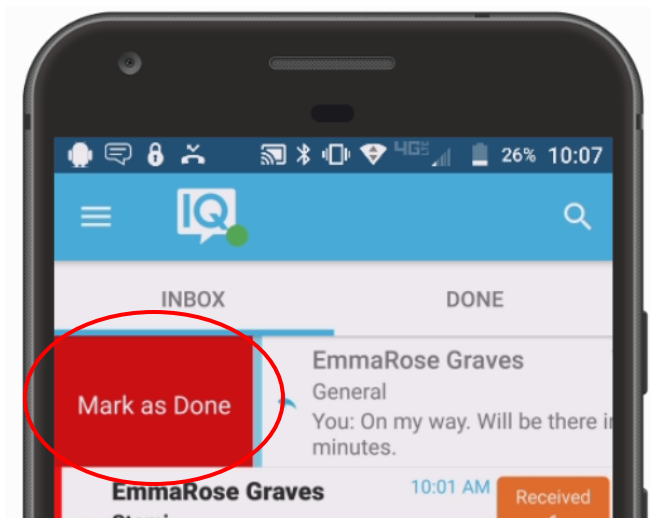 4G 26% 10:07
IQ
INBOX DONE
Mark as Done
EmmaRose Graves
General
You: On my way. Will be there
minutes.
EmmaRose Graves 10:01 AM Received